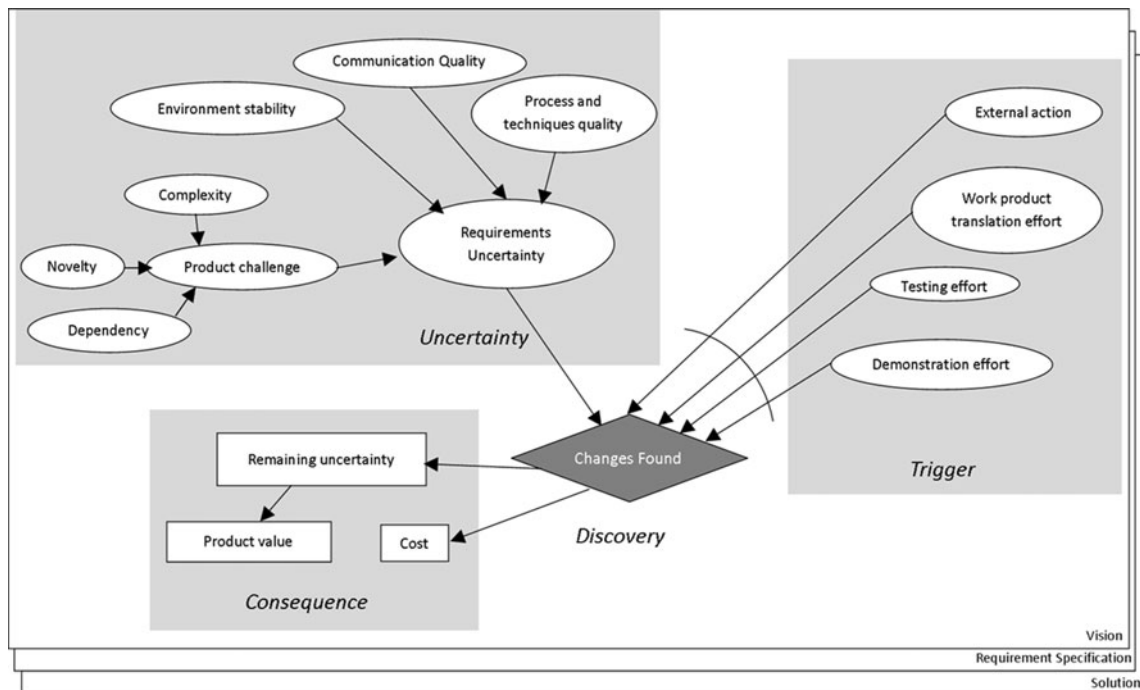 Communication Quality
Environment stability
Process and
techniques quality
Complexity
Novelty
Product challenge
Dependency
Requirements
Uncertainty
Uncertainty
External action
Work product
translation effort
Testing effort
Demonstration effort
Trigger
Changes Found
Discovery
Remaining uncertainty
Product value
Cost
Consequence
Vision
Requirement Specification
Solution